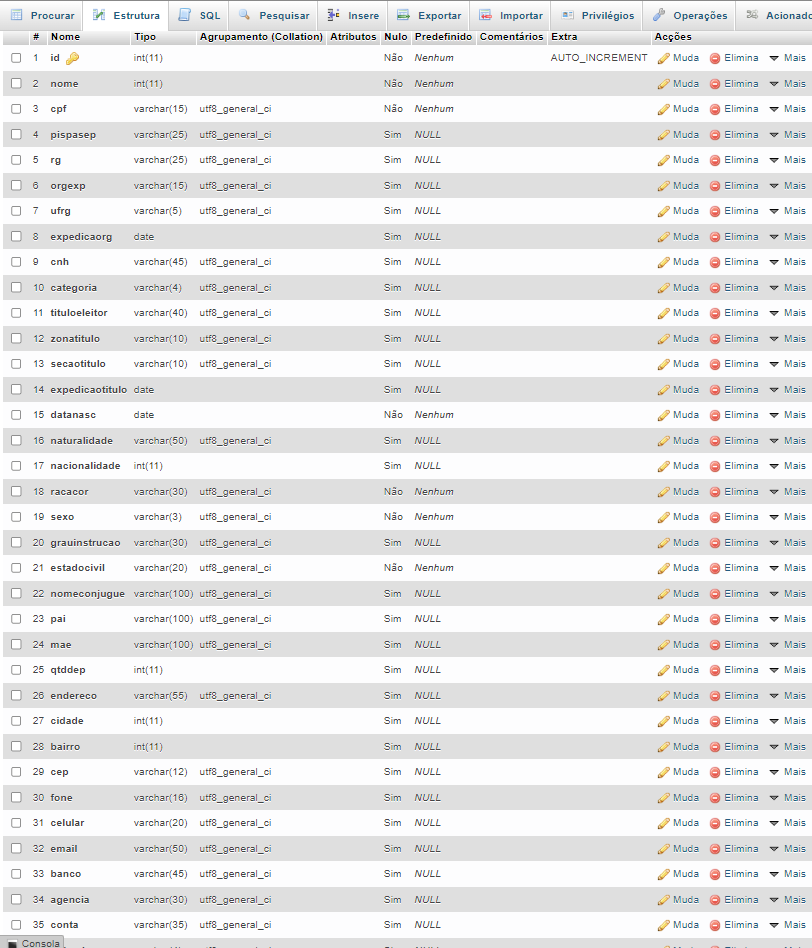 Procurar Estrutura SQL Pesquisar Insere Exportar Importar Privilégios Operações Acionad
# Nome Tipo Agrupamento (Collation) Atributos Nulo Predefinido Comentários Extra Acções
1 id int(11) Não Nenhum AUTO_INCREMENT Muda Elimina Mais
2 nome int(11) Não Nenhum Muda Elimina Mais
3 cpf varchar(15) utf8_general_ci Não Nenhum Muda Elimina Mais
4 pispasep varchar(25) utf8_general_ci Sim NULL Muda Elimina Mais
5 rg varchar(25) utf8_general_ci Sim NULL Muda Elimina Mais
6 orgexp varchar(15) utf8_general_ci Sim NULL Muda Elimina Mais
7 ufrg varchar(5) utf8_general_ci Sim NULL Muda Elimina Mais
8 expedicaorg date Sim NULL Muda Elimina Mais
9 cnh varchar(45) utf8_general_ci Sim NULL Muda Elimina Mais
10 categoria varchar(4) utf8_general_ci Sim NULL Muda Elimina Mais
11 tituloeleitor varchar(40) utf8_general_ci Sim NULL Muda Elimina Mais
12 zonatitulo varchar(10) utf8_general_ci Sim NULL Muda Elimina Mais
13 secaotitulo varchar(10) utf8_general_ci Sim NULL Muda Elimina Mais
14 expedicaotitulo date Sim NULL Muda Elimina Mais
15 datanasc date Não Nenhum Muda Elimina Mais
16 naturalidade varchar(50) utf8_general_ci Sim NULL Muda Elimina Mais
17 nacionalidade int(11) Sim NULL Muda Elimina Mais
18 racacor varchar(30) utf8_general_ci Não Nenhum Muda Elimina Mais
19 sexo varchar(3) utf8_general_ci Não Nenhum Muda Elimina Mais
20 grauinstrucao varchar(30) utf8_general_ci Sim NULL Muda Elimina Mais
21 estadocivil varchar(20) utf8_general_ci Não Nenhum Muda Elimina Mais
22 nomeconjugue varchar(100) utf8_general_ci Sim NULL Muda Elimina Mais
23 pai varchar(100) utf8_general_ci Sim NULL Muda Elimina Mais
24 mae varchar(100) utf8_general_ci Sim NULL Muda Elimina Mais
25 qtddep int(11) Sim NULL Muda Elimina Mais
26 endereco varchar(55) utf8_general_ci Sim NULL Muda Elimina Mais
27 cidade int(11) Sim NULL Muda Elimina Mais
28 bairro int(11) Sim NULL Muda Elimina Mais
29 cep varchar(12) utf8_general_ci Sim NULL Muda Elimina Mais
30 fone varchar(16) utf8_general_ci Sim NULL Muda Elimina Mais
31 celular varchar(20) utf8_general_ci Sim NULL Muda Elimina Mais
32 email varchar(50) utf8_general_ci Sim NULL Muda Elimina Mais
33 banco varchar(45) utf8_general_ci Sim NULL Muda Elimina Mais
34 agencia varchar(30) utf8_general_ci Sim NULL Muda Elimina Mais
35 conta varchar(35) utf8_general_ci Sim NULL Muda Elimina Mais
Consola